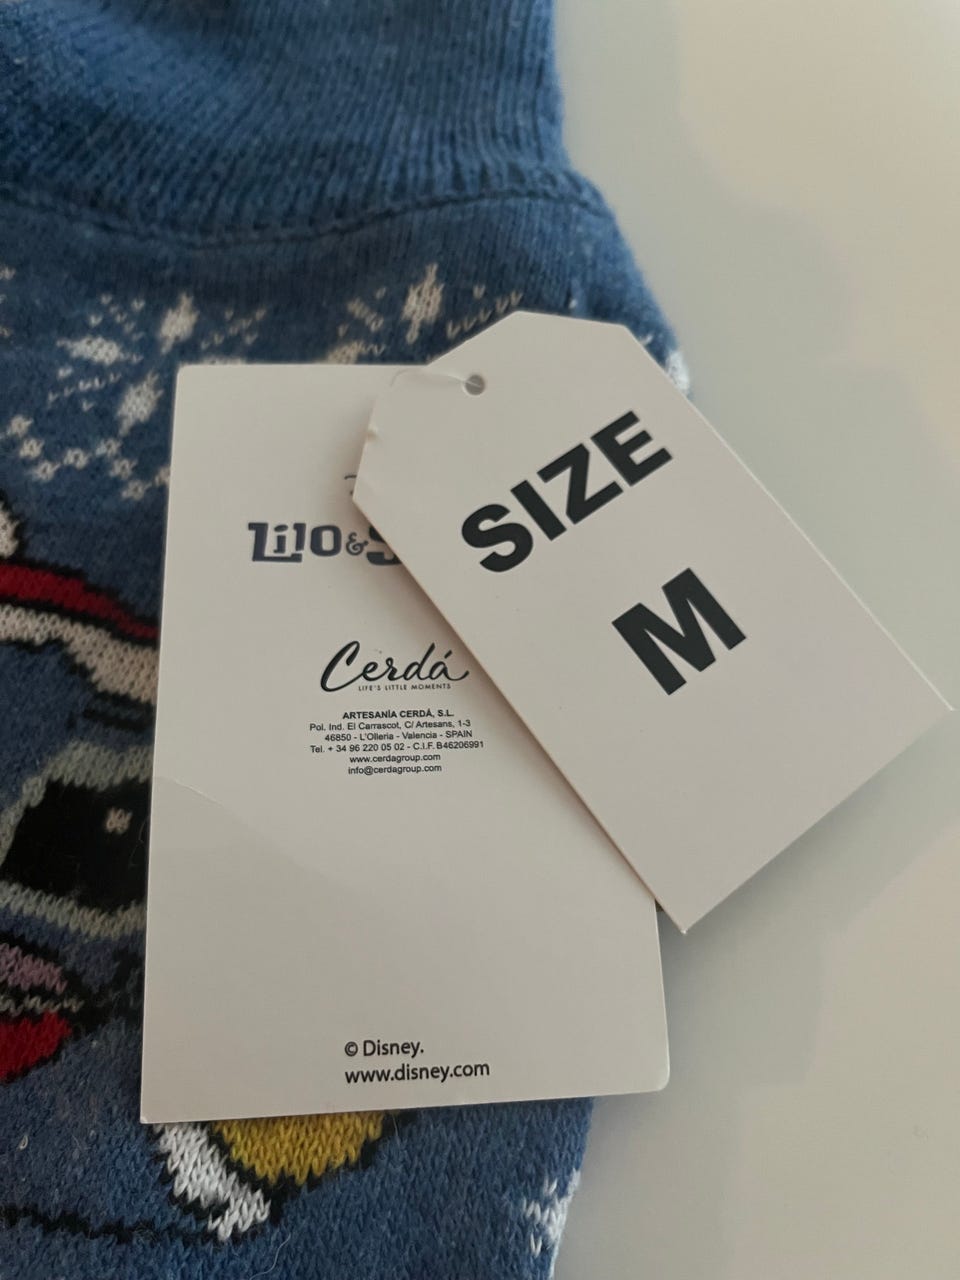 Lilo &
Cerdá
LIFE'S LITTLE MOMENTS
ARTESANÍA CERDÁ, S.L.
Pol. Ind. El Carrascot, C/ Artesans, 1-3
46850 - L'Olleria - Valencia - SPAIN
Tel. + 34 96 220 05 02 - C.I.F. B46206991
www.cerdagroup.com
info@cerdagroup.com
© Disney.
www.disney.com
SIZE
M